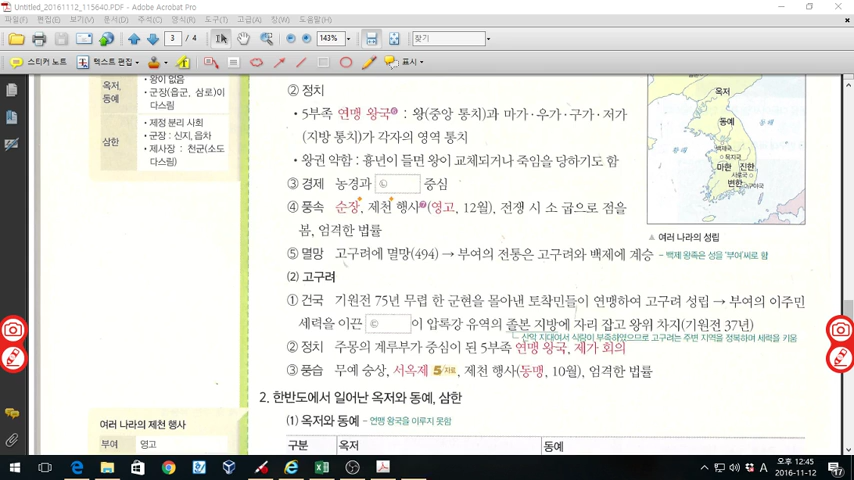 Untitled_20161112_115640.PDF - Adobe Acrobat Pro
파일(F) 편집(E) 보기(V) 문서(D) 주석(C) 양식(R) 도구(T) 고급(A) 창(W) 도움말(H)
3 / 4
143%
찾기
스티커 노트
텍스트 편집
표시
옥저,
동예
• 왕이 없음
• 군장(읍군, 삼로)이
다스림
삼한
• 제정 분리 사회
• 군장 : 신지, 읍차
• 제사장 : 천군(소도
다스림)
② 정치
• 5부족 연맹 왕국 : 왕(중앙 통치)과 마가·우가·구가·저가
(지방 통치)가 각자의 영역 통치
• 왕권 약함 : 흉년이 들면 왕이 교체되거나 죽임을 당하기도 함
③ 경제 농경과 ㉡ 중심
④ 풍속 순장, 제천 행사(영고, 12월), 전쟁 시 소 굽으로 점을
봄, 엄격한 법률
⑤ 멸망 고구려에 멸망(494) → 부여의 전통은 고구려와 백제에 계승 - 백제 왕족은 성을 '부여'씨로 함
(2) 고구려
① 건국 기원전 75년 무렵 한 군현을 몰아낸 토착민들이 연맹하여 고구려 성립 → 부여의 이주민
세력을 이끈 ㉢ 이 압록강 유역의 졸본 지방에 자리 잡고 왕위 차지(기원전 37년)
산악 지대여서 식량이 부족하였으므로 고구려는 주변 지역을 정복하며 세력을 키움
② 정치 주몽의 계루부가 중심이 된 5부족 연맹 왕국, 제가 회의
③ 풍습 무예 숭상, 서옥제 5/자료, 제천 행사(동맹, 10월), 엄격한 법률
2. 한반도에서 일어난 옥저와 동예, 삼한
(1) 옥저와 동예 - 연맹 왕국을 이루지 못함
구분 옥저 동예
여러 나라의 제천 행사
부여 영고
옥저
동예
동해
황해
백제국
목지국
마한
진한
사로국
변한
구야국
▲ 여러 나라의 성립
A
오후 12:45
2016-11-12
17